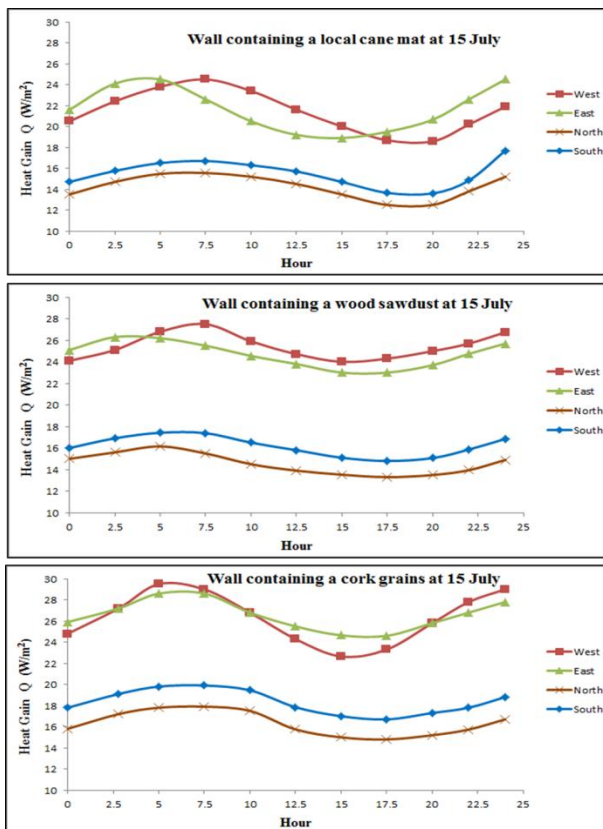 Wall containing a local cane mat at 15 July
Heat Gain Q (W/m²)
30
28
26
24
22
20
18
16
14
12
10
0 2.5 5 7.5 10 12.5 15 17.5 20 22.5 25
Hour
West
East
North
South
Wall containing a wood sawdust at 15 July
Heat Gain Q (W/m²)
30
28
26
24
22
20
18
16
14
12
10
0 2.5 5 7.5 10 12.5 15 17.5 20 22.5 25
Hour
West
East
North
South
Wall containing a cork grains at 15 July
Heat Gain Q (W/m²)
30
28
26
24
22
20
18
16
14
12
10
0 2.5 5 7.5 10 12.5 15 17.5 20 22.5 25
Hour
West
East
North
South